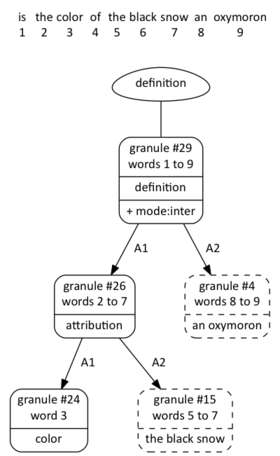 is the color of the black snow an oxymoron
1 2 3 4 5 6 7 8 9
definition
granule #29
words 1 to 9
definition
+ mode:inter
A1 A2
granule #26
words 2 to 7
attribution
granule #4
words 8 to 9
an oxymoron
A1 A2
granule #24
word 3
color
granule #15
words 5 to 7
the black snow